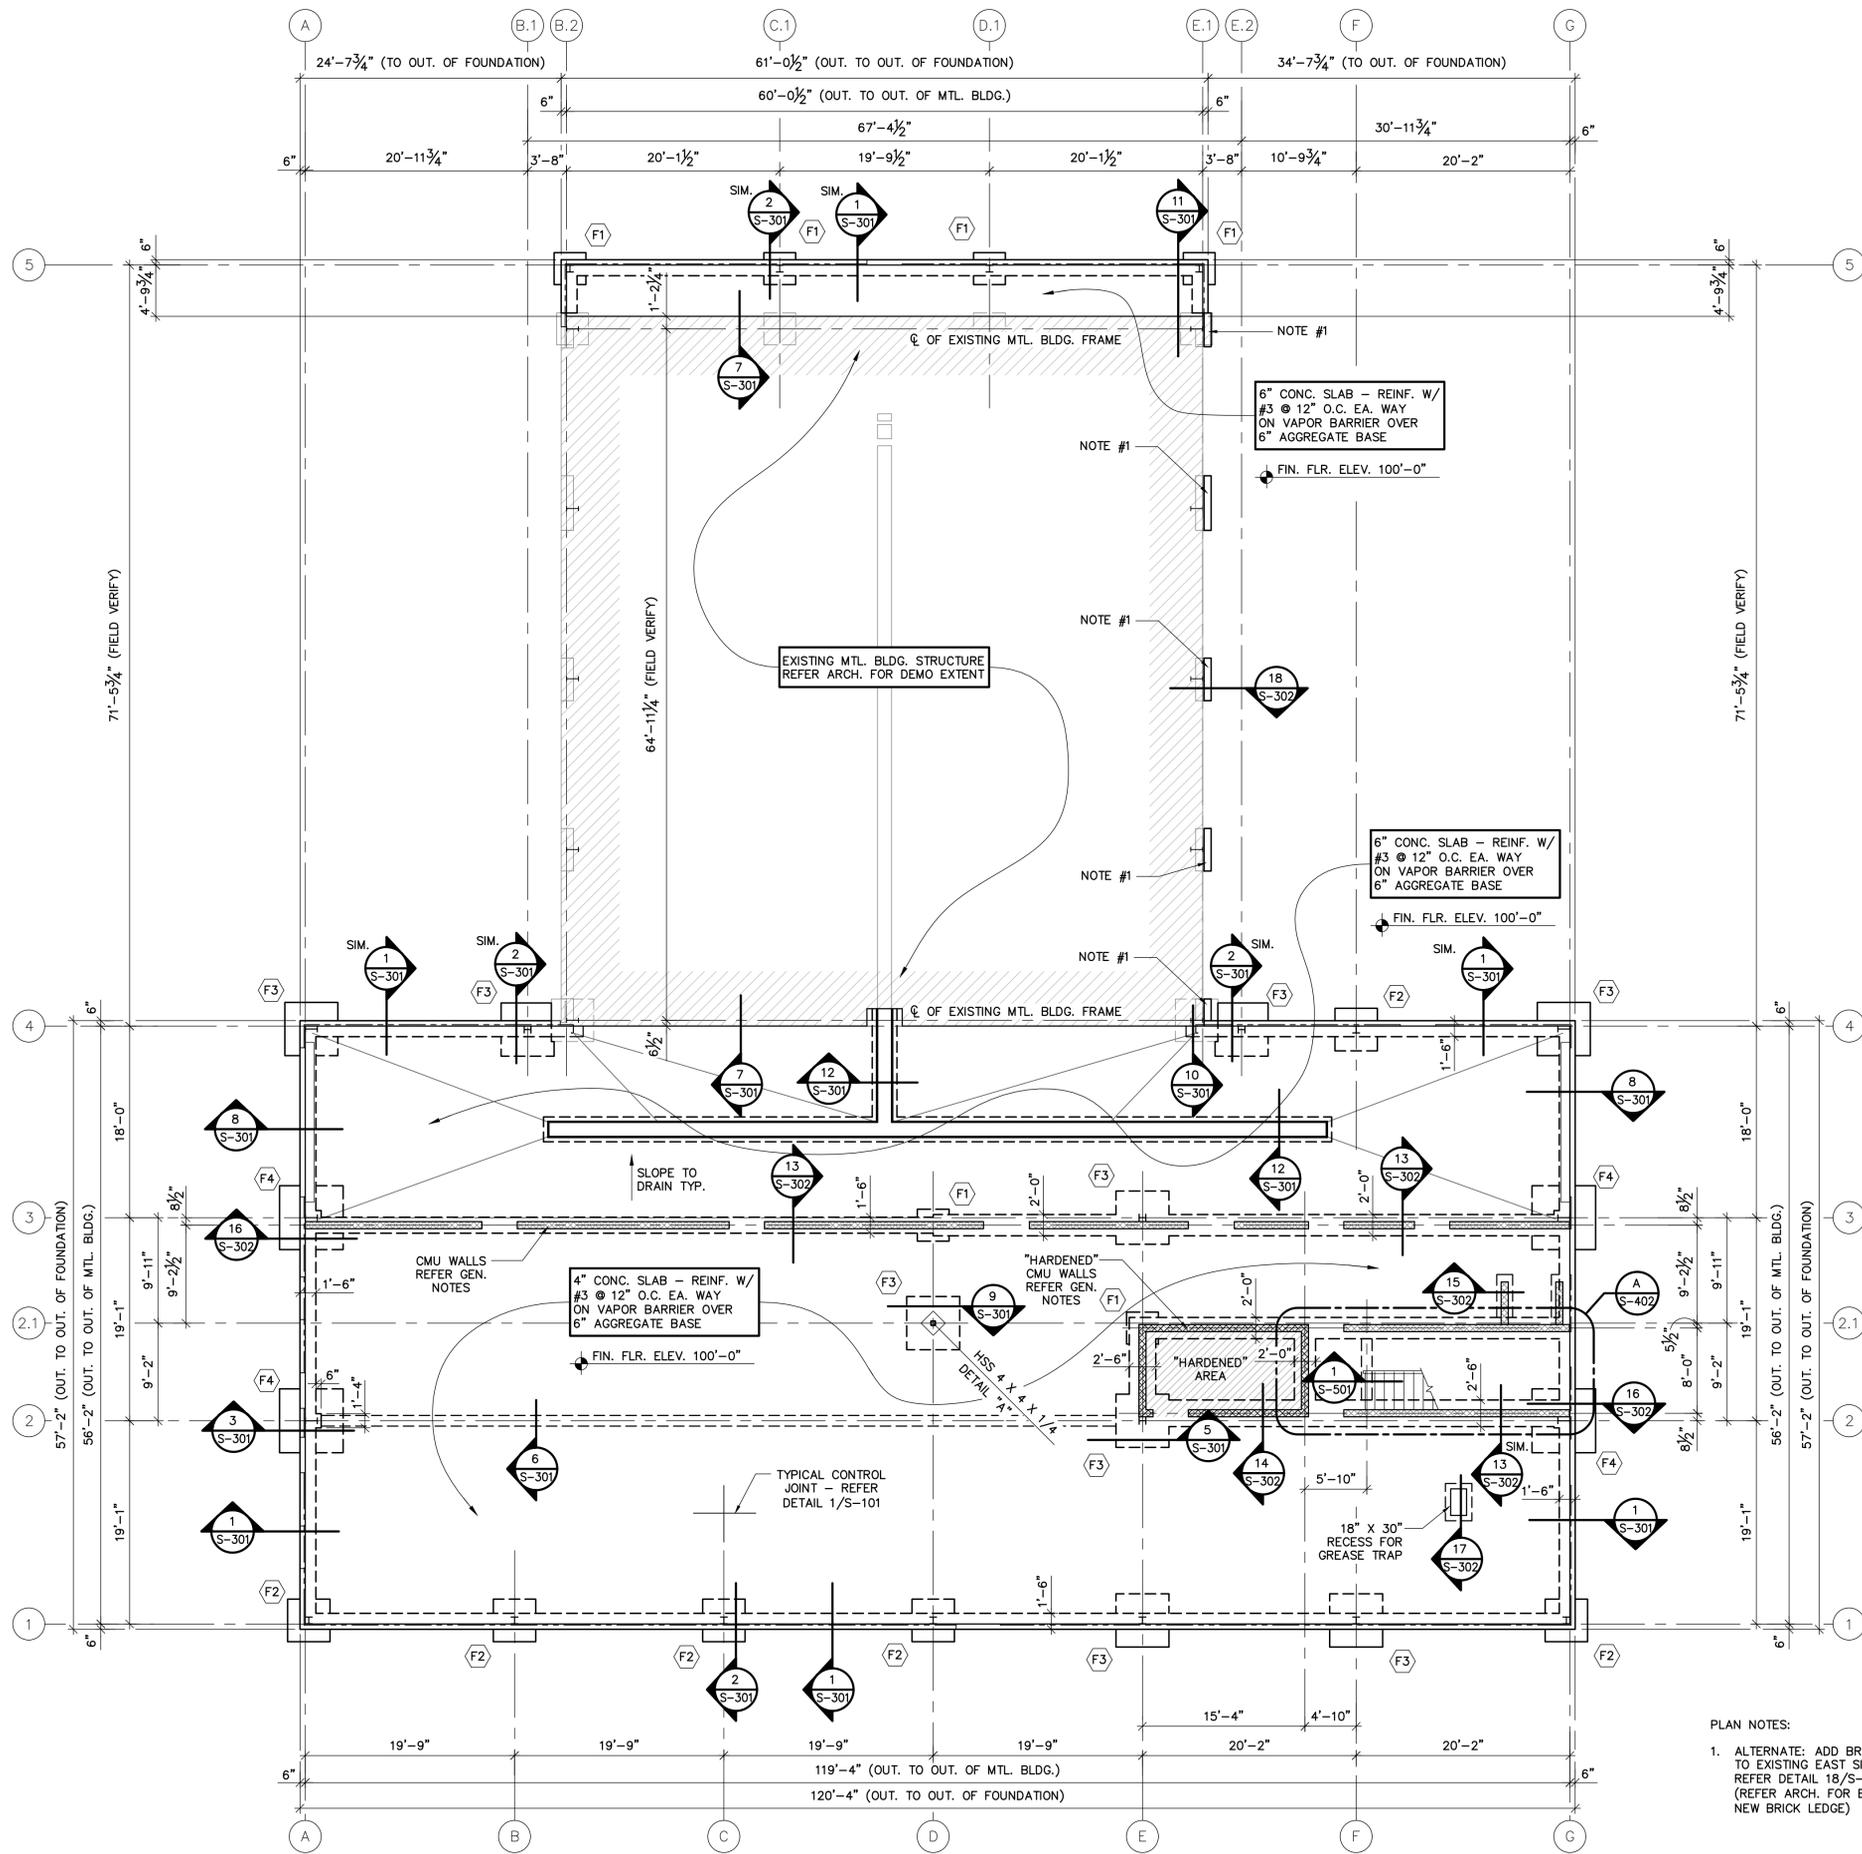 A
B.1
B.2
C.1
D.1
E.1
E.2
F
G
24'-7¾" (TO OUT. OF FOUNDATION)
61'-0½" (OUT. TO OUT. OF FOUNDATION)
34'-7¾" (TO OUT. OF FOUNDATION)
6"
60'-0½" (OUT. TO OUT. OF MTL. BLDG.)
6"
67'-4½"
30'-11¾"
6"
6"
20'-11¾"
3'-8"
20'-1½"
19'-9½"
20'-1½"
3'-8"
10'-9¾"
20'-2"
SIM.
2
S-301
SIM.
1
S-301
11
S-301
F1
F1
F1
F1
5
6"
4'-9¾"
1'-2¼"
6"
4'-9¾"
5
℄ OF EXISTING MTL. BLDG. FRAME
NOTE #1
7
S-301
6" CONC. SLAB – REINF. W/
#3 @ 12" O.C. EA. WAY
ON VAPOR BARRIER OVER
6" AGGREGATE BASE
NOTE #1
FIN. FLR. ELEV. 100'-0"
71'-5¾" (FIELD VERIFY)
64'-11¼" (FIELD VERIFY)
71'-5¾" (FIELD VERIFY)
NOTE #1
EXISTING MTL. BLDG. STRUCTURE
REFER ARCH. FOR DEMO EXTENT
18
S-302
6" CONC. SLAB – REINF. W/
#3 @ 12" O.C. EA. WAY
ON VAPOR BARRIER OVER
6" AGGREGATE BASE
NOTE #1
FIN. FLR. ELEV. 100'-0"
SIM.
1
S-301
SIM.
2
S-301
NOTE #1
2
S-301
SIM.
SIM.
1
S-301
F3
F3
F3
F2
F3
℄ OF EXISTING MTL. BLDG. FRAME
4
6"
6½"
1'-6"
6"
4
7
S-301
12
S-301
10
S-301
8
S-301
8
S-301
18'-0"
18'-0"
SLOPE TO
DRAIN TYP.
13
S-302
12
S-301
13
S-302
F4
F1
F3
F4
1'-6"
2'-0"
2'-0"
3
8½"
8½"
3
16
S-302
CMU WALLS
REFER GEN.
NOTES
"HARDENED"
CMU WALLS
REFER GEN.
NOTES
57'-2" (OUT. TO OUT. OF FOUNDATION)
56'-2" (OUT. TO OUT. OF MTL. BLDG.)
19'-1"
9'-11"
9'-2½"
1'-6"
4" CONC. SLAB – REINF. W/
#3 @ 12" O.C. EA. WAY
ON VAPOR BARRIER OVER
6" AGGREGATE BASE
F3
9
S-301
F1
2'-0"
15
S-302
A
S-402
9'-2½"
9'-11"
19'-1"
56'-2" (OUT. TO OUT. OF MTL. BLDG.)
57'-2" (OUT. TO OUT. OF FOUNDATION)
2.1
2.1
FIN. FLR. ELEV. 100'-0"
HSS 4 X 4 X 1/4
DETAIL "A"
2'-6"
"HARDENED"
AREA
2'-0"
1
S-501
5½"
8'-0"
9'-2"
9'-2"
F4
6"
1'-4"
2'-6"
16
S-302
2
3
S-301
8½"
2
5
S-301
F3
14
S-302
SIM.
13
S-302
F4
6
S-301
TYPICAL CONTROL
JOINT – REFER
DETAIL 1/S-101
5'-10"
1'-6"
1
S-301
19'-1"
18" X 30"
RECESS FOR
GREASE TRAP
17
S-302
1
S-301
19'-1"
F2
1'-6"
1
6"
6"
1
F2
F2
F2
F3
F3
F2
2
S-301
1
S-301
15'-4"
4'-10"
19'-9"
19'-9"
19'-9"
19'-9"
20'-2"
20'-2"
6"
119'-4" (OUT. TO OUT. OF MTL. BLDG.)
6"
120'-4" (OUT. TO OUT. OF FOUNDATION)
A
B
C
D
E
F
G
PLAN NOTES:
1. ALTERNATE: ADD BR
TO EXISTING EAST
REFER DETAIL 18/S-
(REFER ARCH. FOR
NEW BRICK LEDGE)